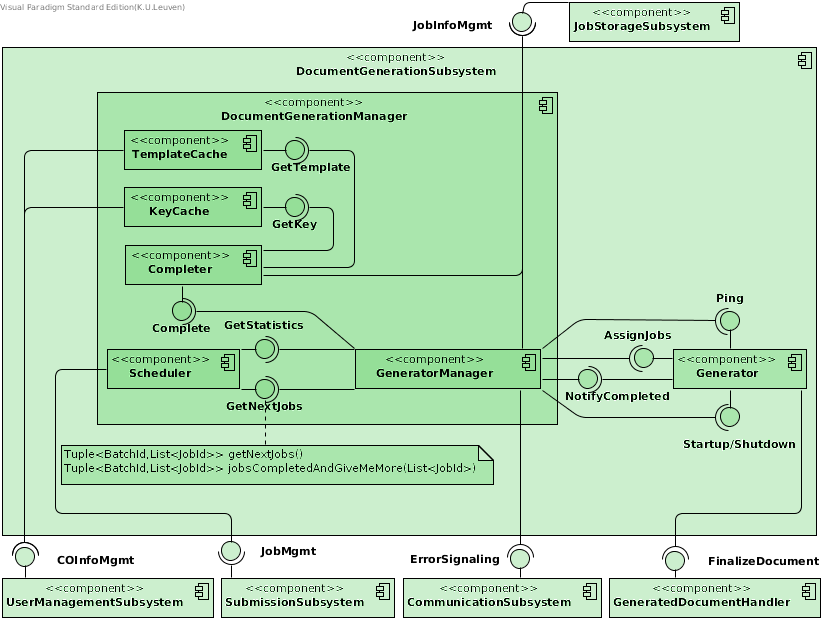 Visual Paradigm Standard Edition(K.U.Leuven)
JobInfoMgmt
<<component>>
JobStorageSubsystem
<<component>>
DocumentGenerationSubsystem
<<component>>
DocumentGenerationManager
<<component>>
TemplateCache
GetTemplate
<<component>>
KeyCache
GetKey
<<component>>
Completer
Complete
GetStatistics
<<component>>
Scheduler
GetNextJobs
<<component>>
GeneratorManager
Ping
AssignJobs
<<component>>
Generator
NotifyCompleted
Startup/Shutdown
Tuple<BatchId,List<JobId>> getNextJobs()
Tuple<BatchId,List<JobId>> jobsCompletedAndGiveMeMore(List<JobId>)
COInfoMgmt
JobMgmt
ErrorSignaling
FinalizeDocument
<<component>>
UserManagementSubsystem
<<component>>
SubmissionSubsystem
<<component>>
CommunicationSubsystem
<<component>>
GeneratedDocumentHandler